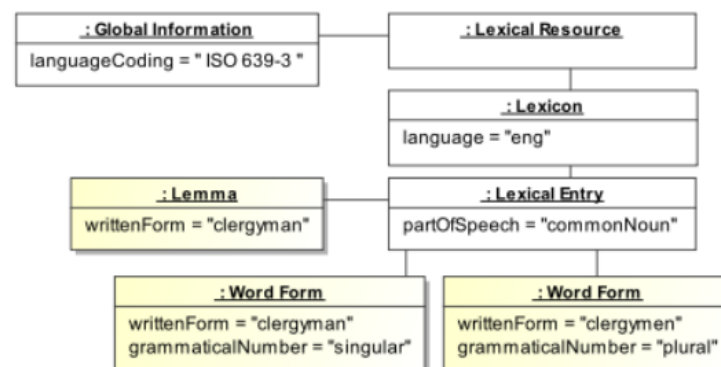 : Global Information
languageCoding = " ISO 639-3 "
: Lexical Resource
: Lexicon
language = "eng"
: Lemma
writtenForm = "clergyman"
: Lexical Entry
partOfSpeech = "commonNoun"
: Word Form
writtenForm = "clergyman"
grammaticalNumber = "singular"
: Word Form
writtenForm = "clergymen"
grammaticalNumber = "plural"